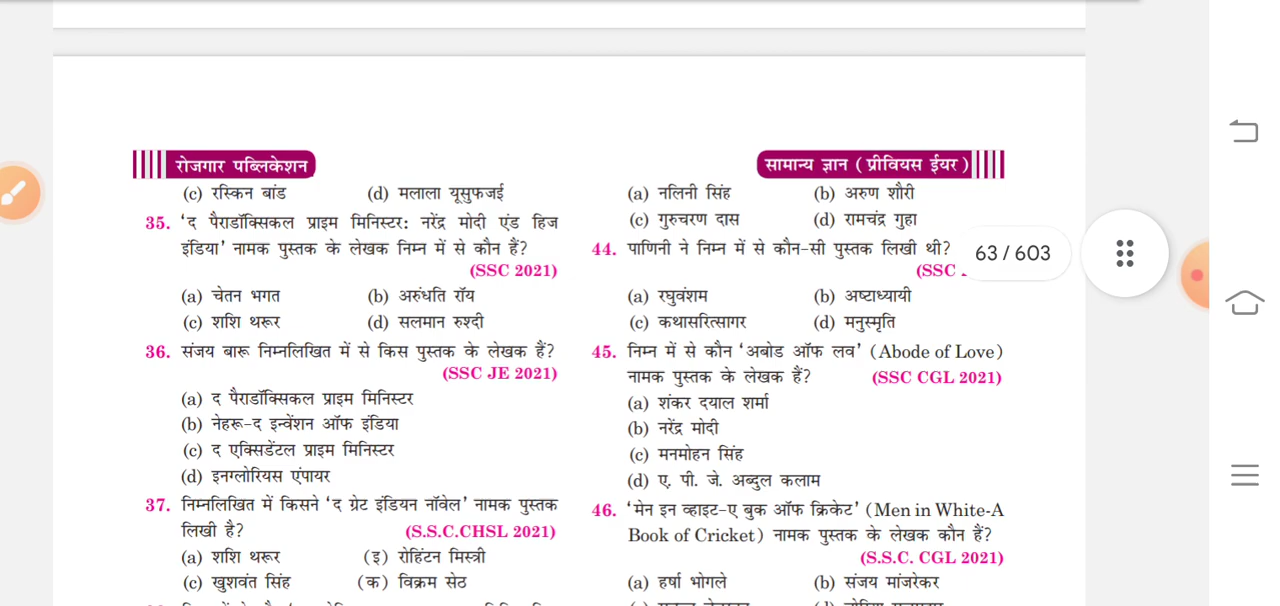 रोजगार पब्लिकेशन
सामान्य ज्ञान ( प्रीवियस ईयर )
(c) रस्किन बांड (d) मलाला यूसुफजई
35. ‘द पैराडॉक्सिकल प्राइम मिनिस्टर: नरेंद्र मोदी एंड हिज
इंडिया’ नामक पुस्तक के लेखक निम्न में से कौन हैं?
(SSC 2021)
(a) चेतन भगत (b) अरुंधति रॉय
(c) शशि थरूर (d) सलमान रुश्दी
36. संजय बारू निम्नलिखित में से किस पुस्तक के लेखक हैं?
(SSC JE 2021)
(a) द पैराडॉक्सिकल प्राइम मिनिस्टर
(b) नेहरू-द इन्वेंशन ऑफ इंडिया
(c) द एक्सिडेंटल प्राइम मिनिस्टर
(d) इनग्लोरियस एंपायर
37. निम्नलिखित में किसने ‘द ग्रेट इंडियन नॉवेल’ नामक पुस्तक
लिखी है? (S.S.C.CHSL 2021)
(a) शशि थरूर (इ) रोहिंटन मिस्त्री
(c) खुशवंत सिंह (क) विक्रम सेठ
(a) नलिनी सिंह (b) अरुण शौरी
(c) गुरुचरण दास (d) रामचंद्र गुहा
44. पाणिनी ने निम्न में से कौन-सी पुस्तक लिखी थी?
(SSC
63 / 603
(a) रघुवंशम (b) अष्टाध्यायी
(c) कथासरित्सागर (d) मनुस्मृति
45. निम्न में से कौन ‘अबोड ऑफ लव’ (Abode of Love)
नामक पुस्तक के लेखक हैं? (SSC CGL 2021)
(a) शंकर दयाल शर्मा
(b) नरेंद्र मोदी
(c) मनमोहन सिंह
(d) ए. पी. जे. अब्दुल कलाम
46. ‘मेन इन व्हाइट-ए बुक ऑफ क्रिकेट’ (Men in White-A
Book of Cricket) नामक पुस्तक के लेखक कौन हैं?
(S.S.C. CGL 2021)
(a) हर्षा भोगले (b) संजय मांजरेकर